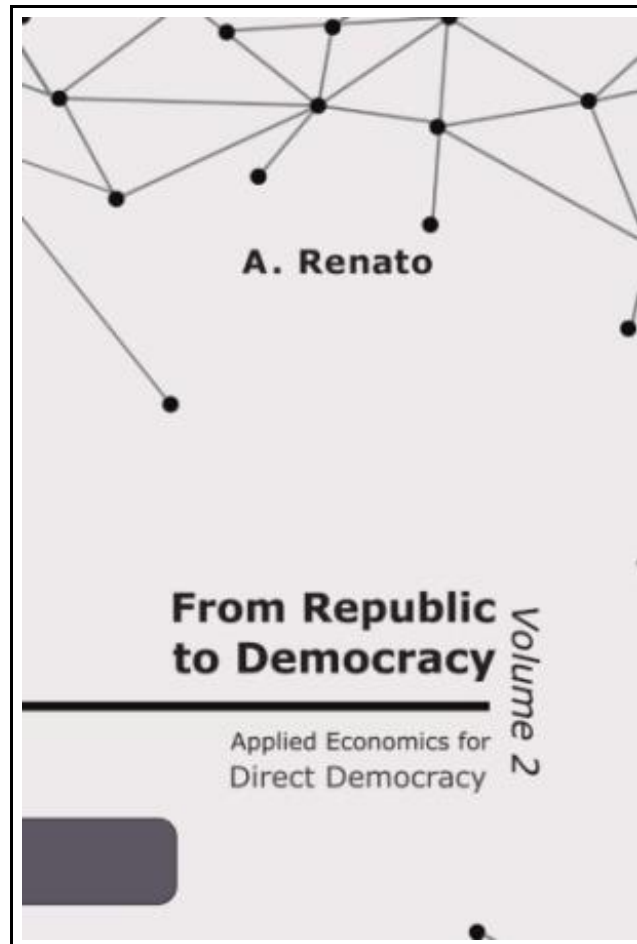 A. Renato
From Republic
to Democracy
Volume 2
Applied Economics for
Direct Democracy